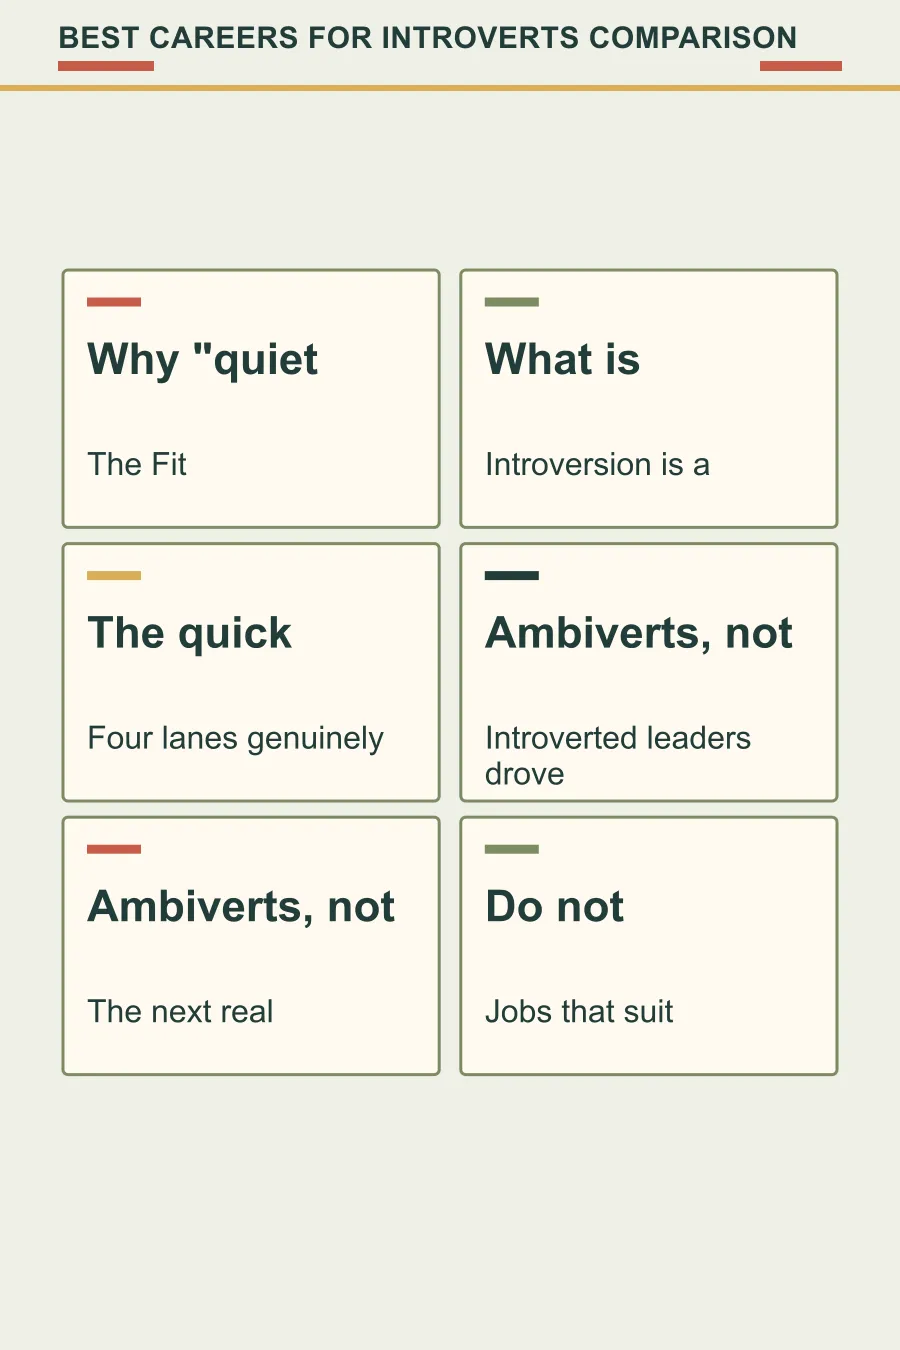 BEST CAREERS FOR INTROVERTS COMPARISON
Why "quiet
The Fit
What is
Introversion is a
The quick
Four lanes genuinely
Ambiverts, not
Introverted leaders
drove
Ambiverts, not
The next real
Do not
Jobs that suit